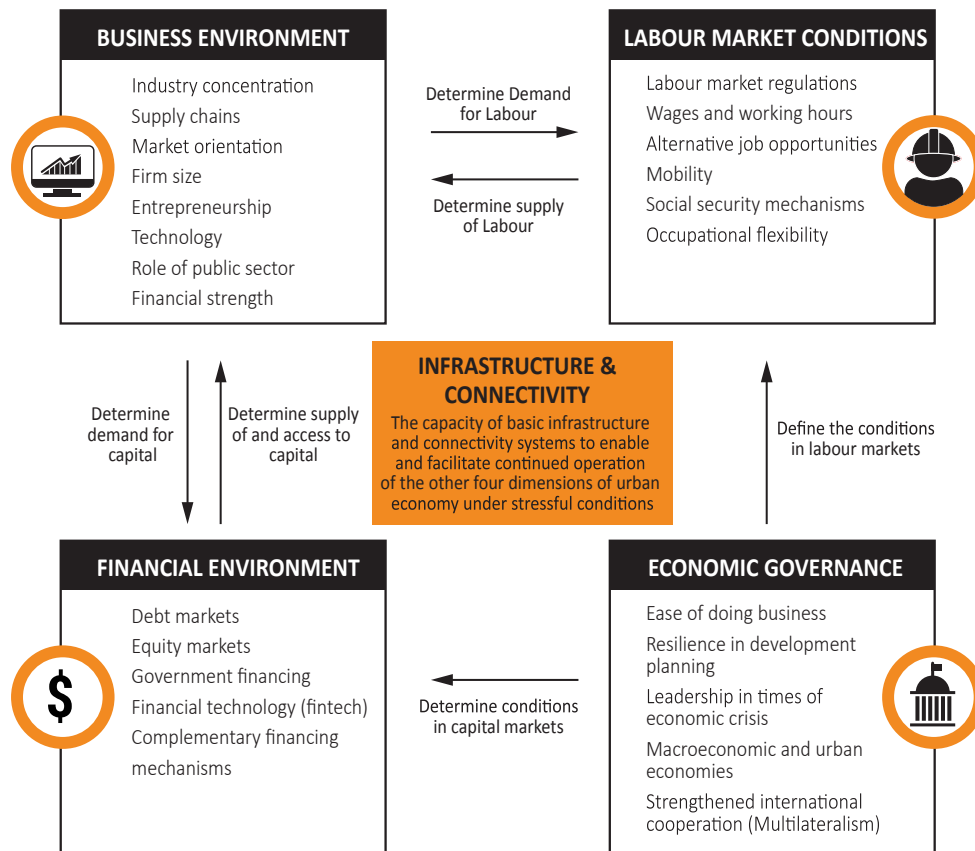 BUSINESS ENVIRONMENT
Industry concentration
Supply chains
Market orientation
Firm size
Entrepreneurship
Technology
Role of public sector
Financial strength
Determine Demand
for Labour
Determine supply
of Labour
LABOUR MARKET CONDITIONS
Labour market regulations
Wages and working hours
Alternative job opportunities
Mobility
Social security mechanisms
Occupational flexibility
Determine
demand for
capital
Determine supply
of and access to
capital
INFRASTRUCTURE &
CONNECTIVITY
The capacity of basic infrastructure
and connectivity systems to enable
and facilitate continued operation
of the other four dimensions of urban
economy under stressful conditions
Define the conditions
in labour markets
FINANCIAL ENVIRONMENT
Debt markets
Equity markets
Government financing
Financial technology (fintech)
Complementary financing
mechanisms
$
Determine conditions
in capital markets
ECONOMIC GOVERNANCE
Ease of doing business
Resilience in development
planning
Leadership in times of
economic crisis
Macroeconomic and urban
economies
Strengthened international
cooperation (Multilateralism)